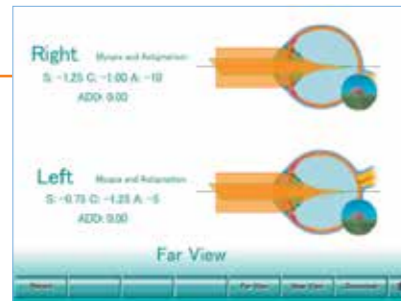 Right Myopia and Astigmatism
S: -1.25 C: -1.00 A: -10
ADD: 0.00
Left Myopia and Astigmatism
S: -0.75 C: -1.25 A: -5
ADD: 0.00
Far View
Return Far View Near View